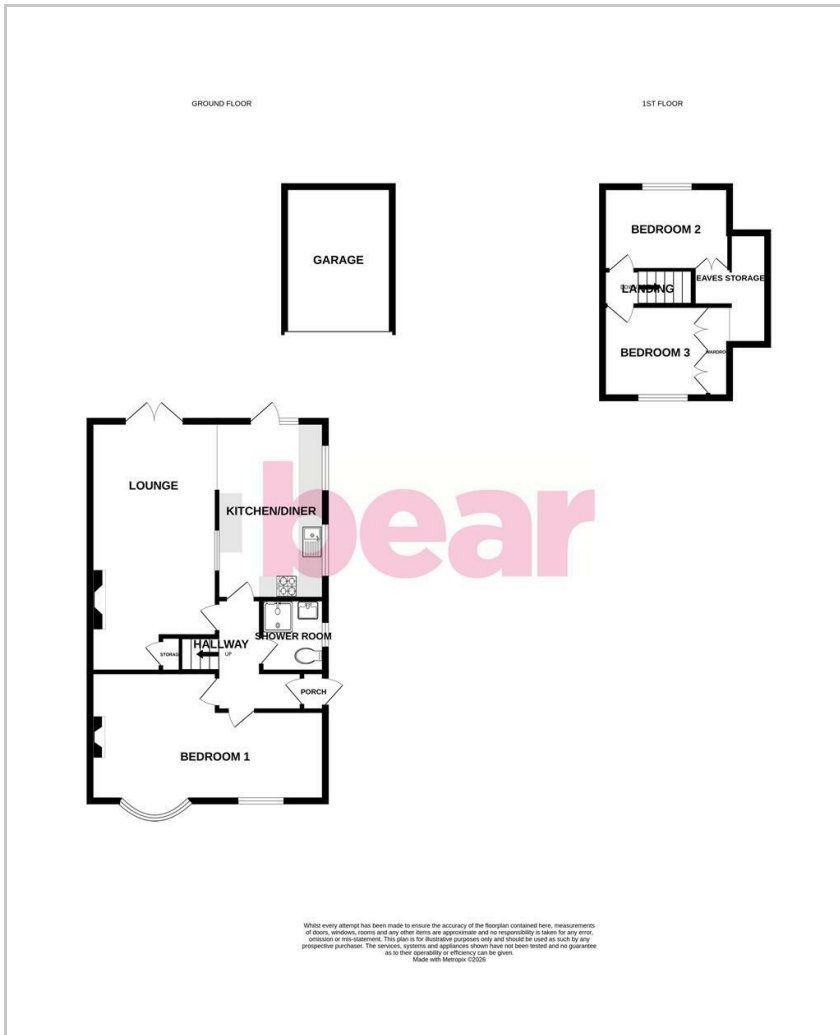 GROUND FLOOR
1ST FLOOR
GARAGE
BEDROOM 2
EAVES STORAGE
LANDING
BEDROOM 3
LOUNGE
KITCHEN/DINER
bear
SHOWER ROOM
HALLWAY
UP
PORCH
BEDROOM 1
Whilst every attempt has been made to ensure the accuracy of the floorplan contained here, measurements
of doors, windows, rooms and any other items are approximate and no responsibility is taken for any error,
omission or mis-statement. This plan is for illustrative purposes only and should be used as such by any
prospective purchaser. The services, systems and appliances shown have not been tested and no guarantee
as to their operability or efficiency can be given.
Made with Metropix ©2026